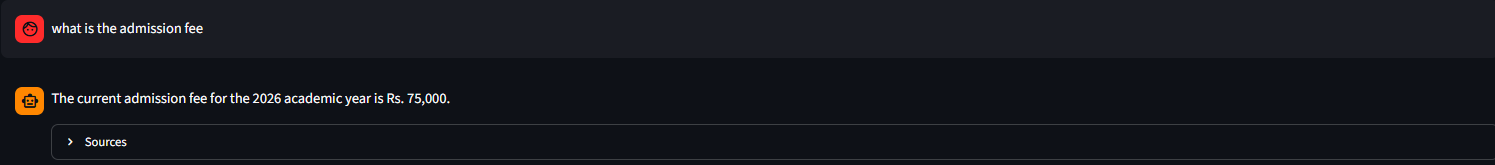 what is the admission fee
The current admission fee for the 2026 academic year is Rs. 75,000.
Sources